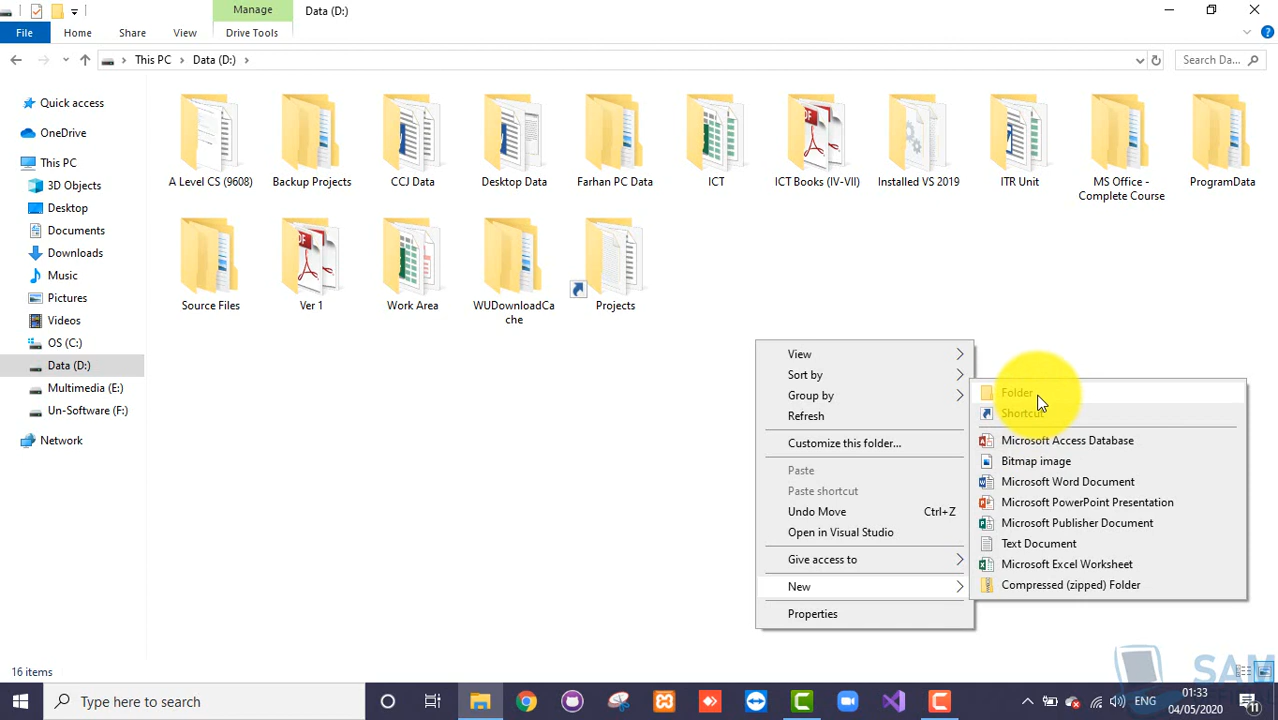 Manage
Data (D:)
File
Home
Share
View
Drive Tools
This PC
Data (D:)
Search Da...
Quick access
OneDrive
This PC
3D Objects
Desktop
Documents
Downloads
Music
Pictures
Videos
OS (C:)
Data (D:)
Multimedia (E:)
Un-Software (F:)
Network
A Level CS (9608)
Backup Projects
CCJ Data
Desktop Data
Farhan PC Data
ICT
ICT Books (IV-VII)
Installed VS 2019
ITR Unit
MS Office -
Complete Course
ProgramData
Source Files
Ver 1
Work Area
WUDownloadCa
che
Projects
View
Sort by
Group by
Refresh
Customize this folder...
Paste
Paste shortcut
Undo Move Ctrl+Z
Open in Visual Studio
Give access to
New
Properties
Folder
Shortcut
Microsoft Access Database
Bitmap image
Microsoft Word Document
Microsoft PowerPoint Presentation
Microsoft Publisher Document
Text Document
Microsoft Excel Worksheet
Compressed (zipped) Folder
16 items
SAM
Type here to search
ENG
01:33
04/05/2020
11